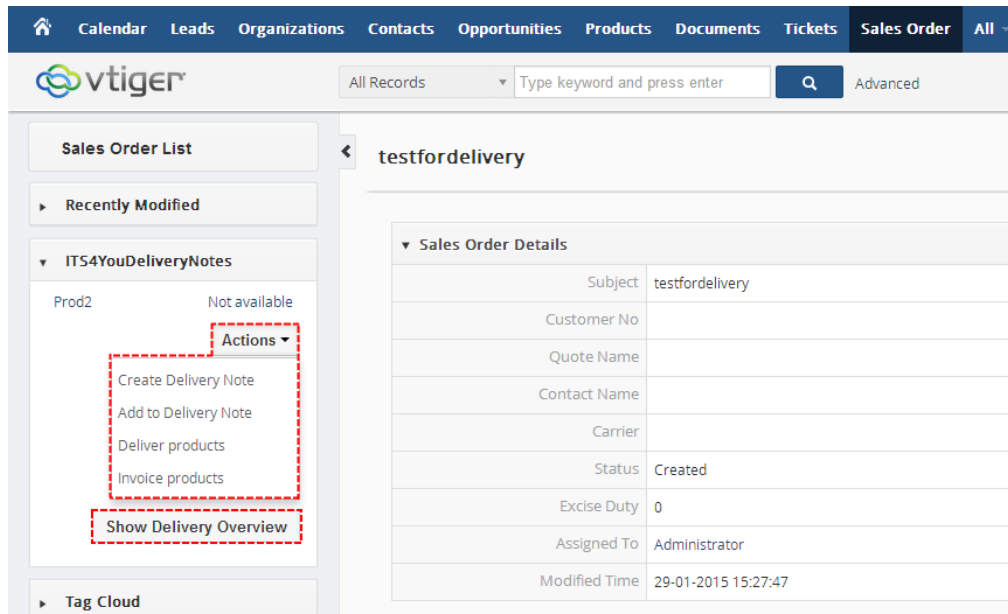 Calendar Leads Organizations Contacts Opportunities Products Documents Tickets Sales Order All
vtiger All Records Type keyword and press enter Advanced
Sales Order List
testfordelivery
Recently Modified
ITS4YouDeliveryNotes
Prod2 Not available
Actions
Create Delivery Note
Add to Delivery Note
Deliver products
Invoice products
Show Delivery Overview
Tag Cloud
Sales Order Details
Subject testfordelivery
Customer No
Quote Name
Contact Name
Carrier
Status Created
Excise Duty 0
Assigned To Administrator
Modified Time 29-01-2015 15:27:47